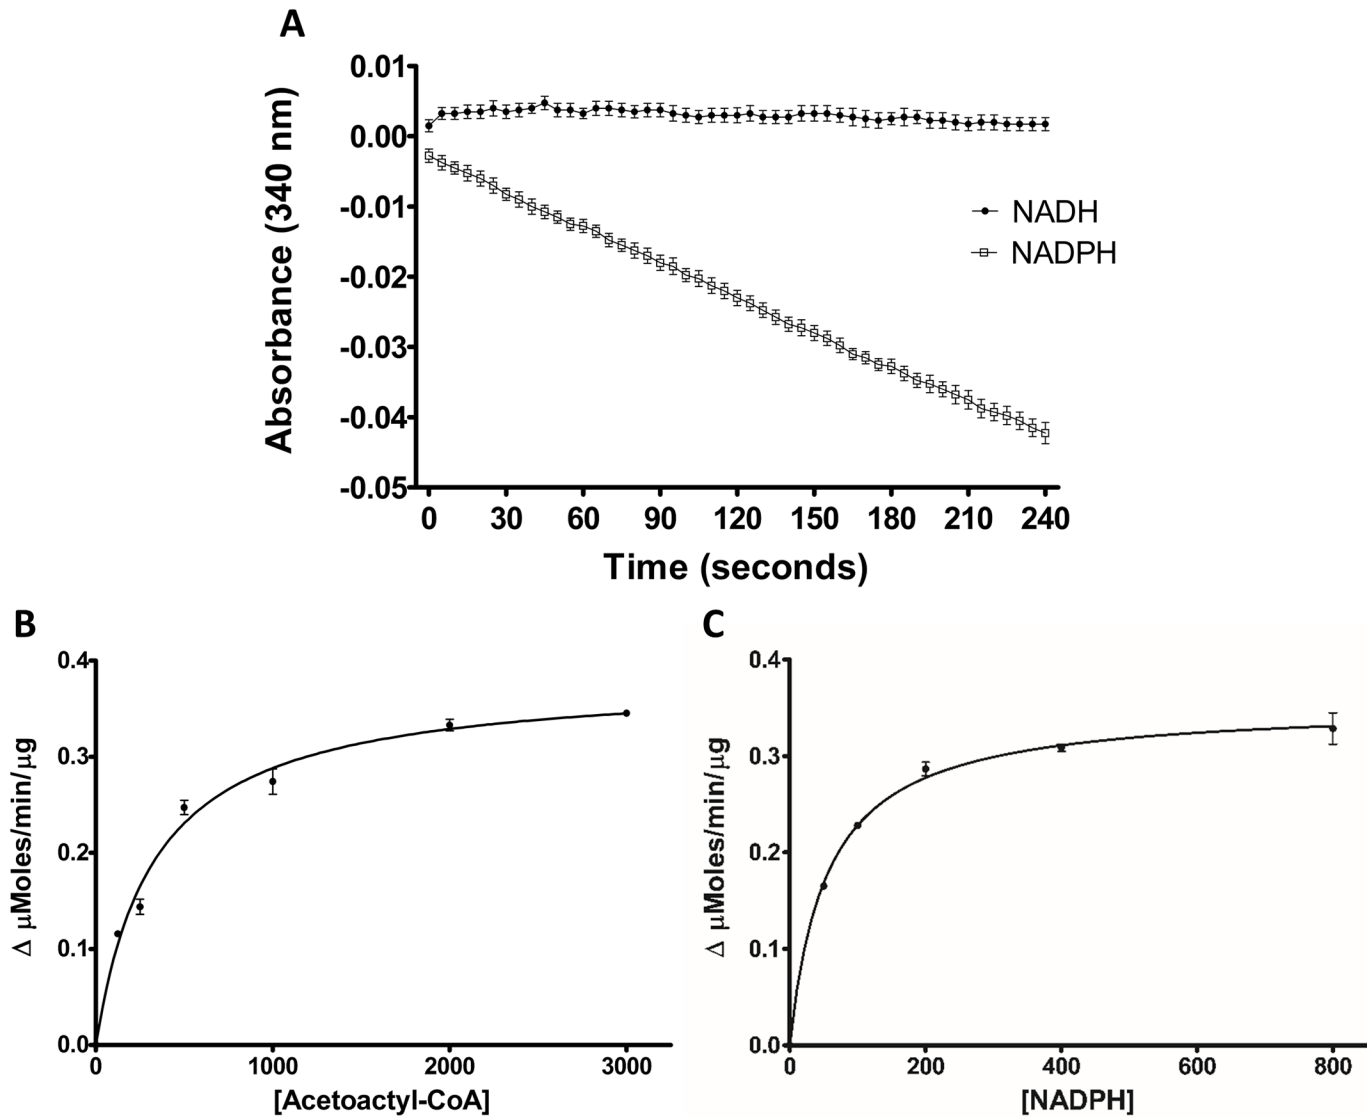 A
0.01
0.00
-0.01
-0.02
-0.03
-0.04
-0.05
Absorbance (340 nm)
NADH
NADPH
0 30 60 90 120 150 180 210 240
Time (seconds)
B
0.4
0.3
0.2
0.1
0.0
Δ μMoles/min/μg
0 1000 2000 3000
[Acetoactyl-CoA]
C
0.4
0.3
0.2
0.1
0.0
Δ μMoles/min/μg
0 200 400 600 800
[NADPH]